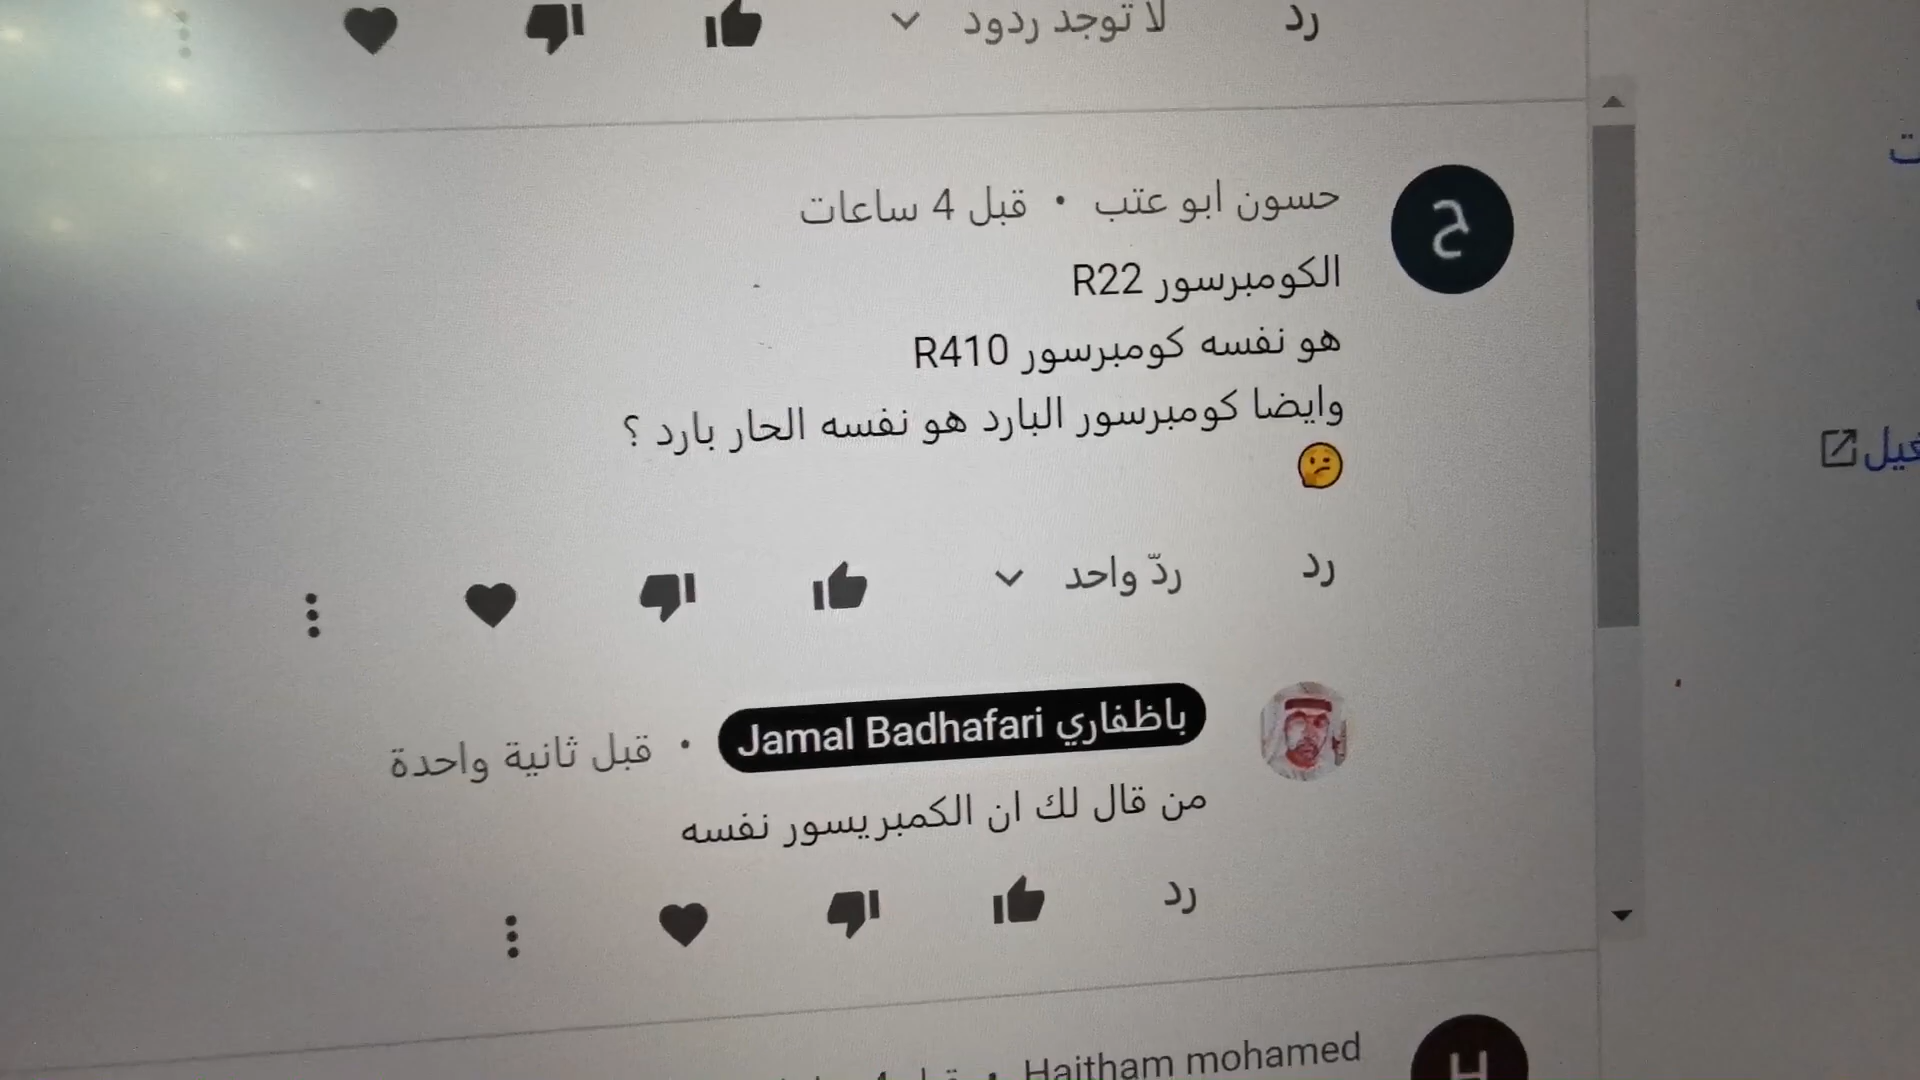 رد لا توجد ردود
حسون ابو عتب • قبل 4 ساعات
ح
الكومبرسور R22
هو نفسه كومبرسور R410
وايضا كومبرسور البارد هو نفسه الحار بارد ؟
رد ردّ واحد
Jamal Badhafari باظفاري • قبل ثانية واحدة
من قال لك ان الكمبريسور نفسه
رد
Haitham mohamed •
H